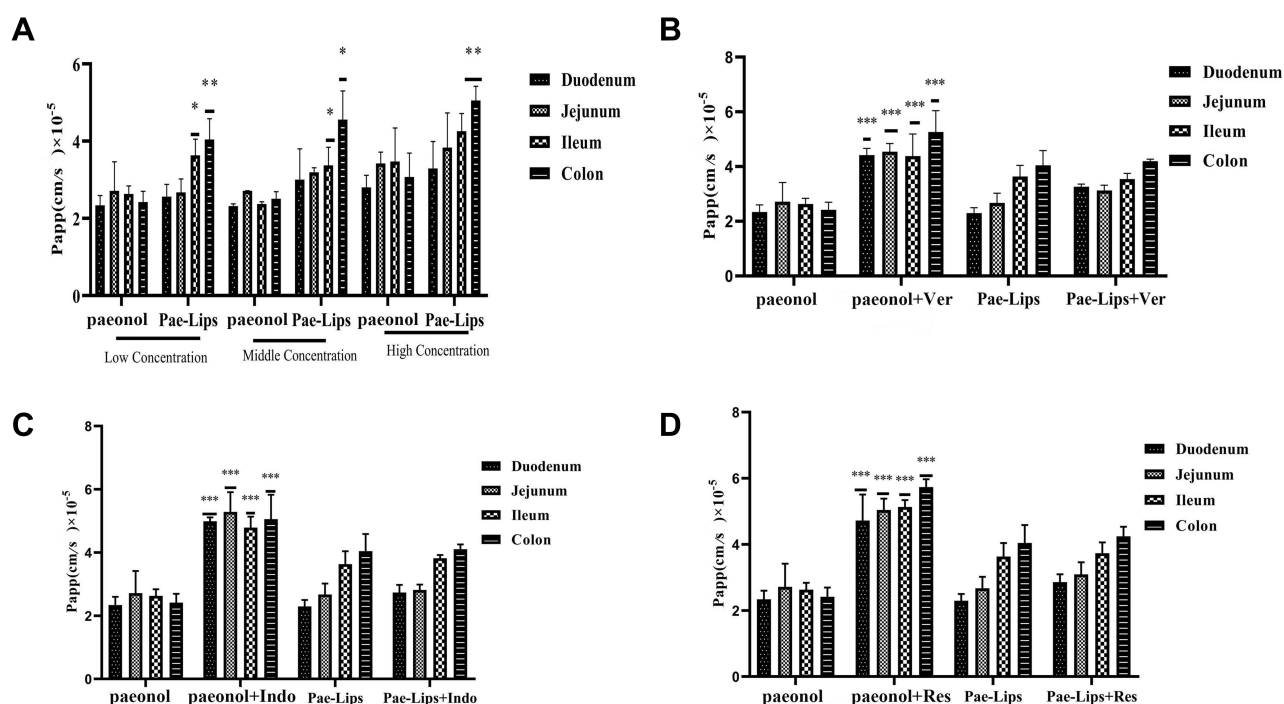 A
Papp(cm/s )×10-5
6
4
2
0
* ** * * **
Duodenum
Jejunum
Ileum
Colon
paeonol Pae-Lips paeonol Pae-Lips paeonol Pae-Lips
Low Concentration Middle Concentration High Concentration
B
Papp(cm/s )×10-5
8
6
4
2
0
*** *** *** ***
Duodenum
Jejunum
Ileum
Colon
paeonol paeonol+Ver Pae-Lips Pae-Lips+Ver
C
Papp(cm/s )×10-5
8
6
4
2
0
*** *** *** ***
Duodenum
Jejunum
Ileum
Colon
paeonol paeonol+Indo Pae-Lips Pae-Lips+Indo
D
Papp(cm/s )×10-5
8
6
4
2
0
*** *** *** ***
Duodenum
Jejunum
Ileum
Colon
paeonol paeonol+Res Pae-Lips Pae-Lips+Res